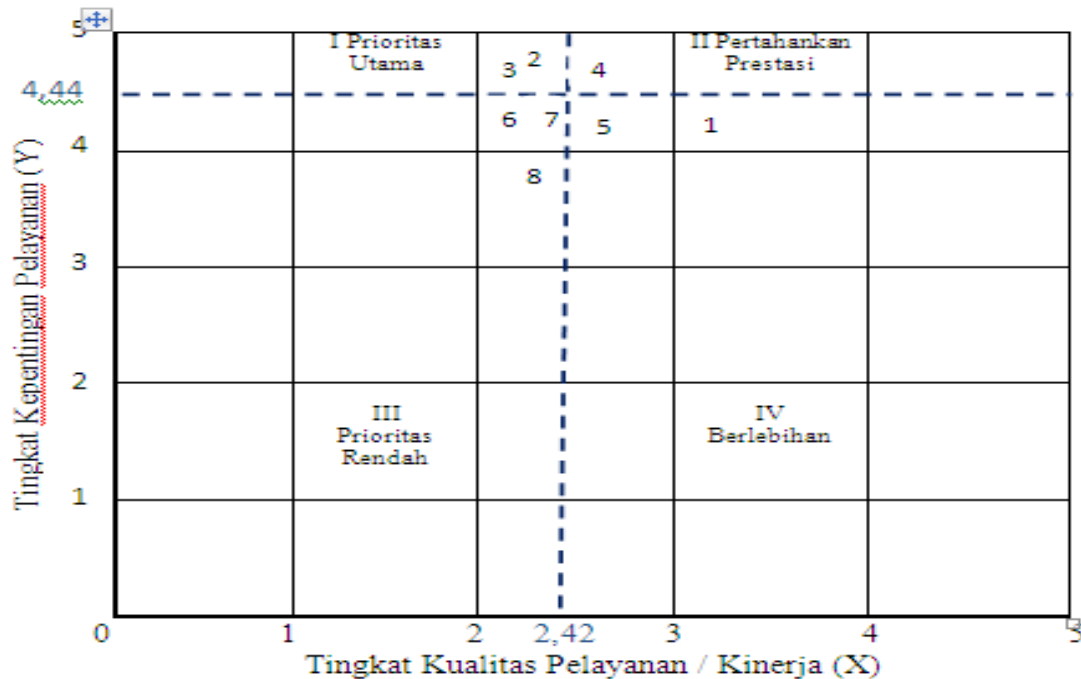 5
I Prioritas
Utama
II Pertahankan
Prestasi
3
2
4
4,44
6
7
5
1
4
8
3
2
III
Prioritas
Rendah
IV
Berlebihan
1
0
1
2
2,42
3
4
5
Tingkat Kepentingan Pelayanan (Y)
Tingkat Kualitas Pelayanan / Kinerja (X)